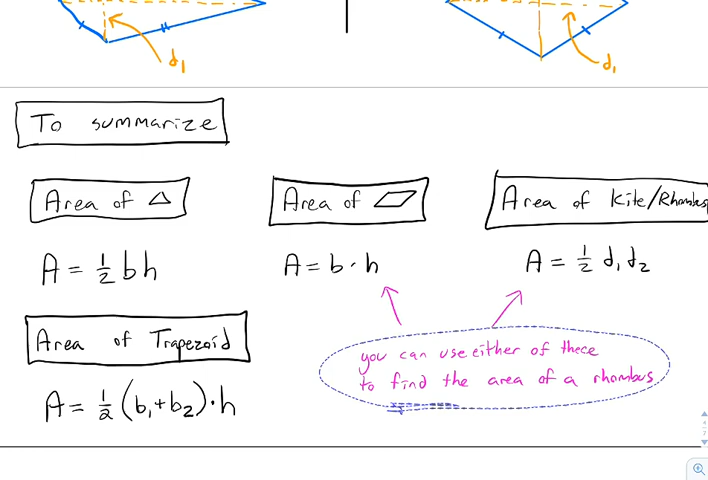 d₁
d₁
To summarize
Area of △
Area of ▱
Area of Kite/Rhombus
A = ½ bh
A = b · h
A = ½ d₁ d₂
Area of Trapezoid
you can use either of these
to find the area of a rhombus
A = ½ (b₁+b₂)·h